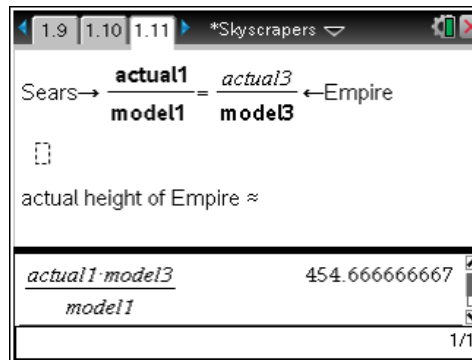 1.9 1.10 1.11 *Skyscrapers
actual1 actual3
Sears→ = ←Empire
model1 model3
actual height of Empire ≈
actual1·model3 454.666666667
model1
1/1